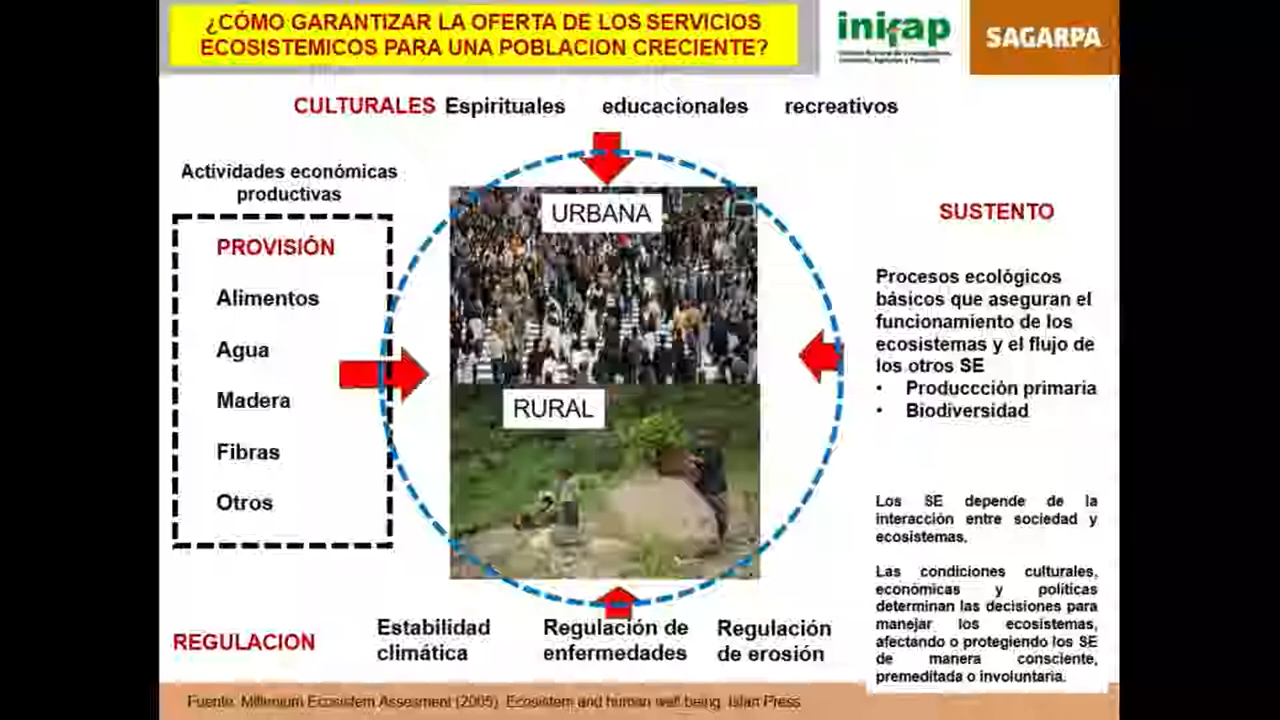 ¿CÓMO GARANTIZAR LA OFERTA DE LOS SERVICIOS
ECOSISTEMICOS PARA UNA POBLACION CRECIENTE?
inifap
SAGARPA
CULTURALES Espirituales educacionales recreativos
Actividades económicas
productivas
PROVISIÓN
Alimentos
Agua
Madera
Fibras
Otros
URBANA
RURAL
SUSTENTO
Procesos ecológicos
básicos que aseguran el
funcionamiento de los
ecosistemas y el flujo de
los otros SE
• Produccción primaria
• Biodiversidad
Los SE depende de la
interacción entre sociedad y
ecosistemas.
Las condiciones culturales,
económicas y políticas
determinan las decisiones para
manejar los ecosistemas,
afectando o protegiendo los SE
de manera consciente,
premeditada o involuntaria.
REGULACION
Estabilidad
climática
Regulación de
enfermedades
Regulación
de erosión
Fuente: Millenium Ecosistem Assesment (2005). Ecosistem and human well being. Islan Press